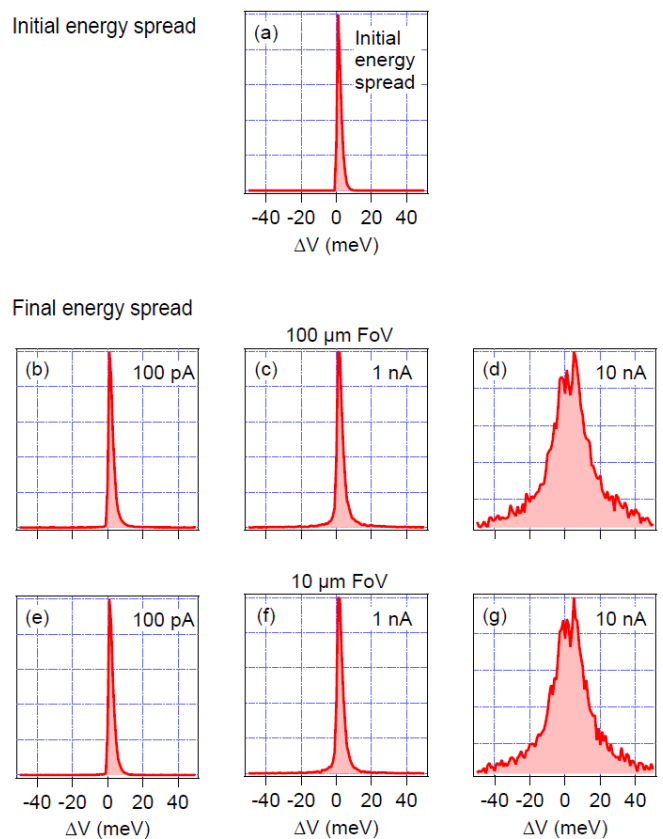 Initial energy spread
(a)
Initial
energy
spread
-40 -20 0 20 40
ΔV (meV)
Final energy spread
100 µm FoV
(b) 100 pA
(c) 1 nA
(d) 10 nA
10 µm FoV
(e) 100 pA
(f) 1 nA
(g) 10 nA
-40 -20 0 20 40
-40 -20 0 20 40
-40 -20 0 20 40
ΔV (meV)
ΔV (meV)
ΔV (meV)